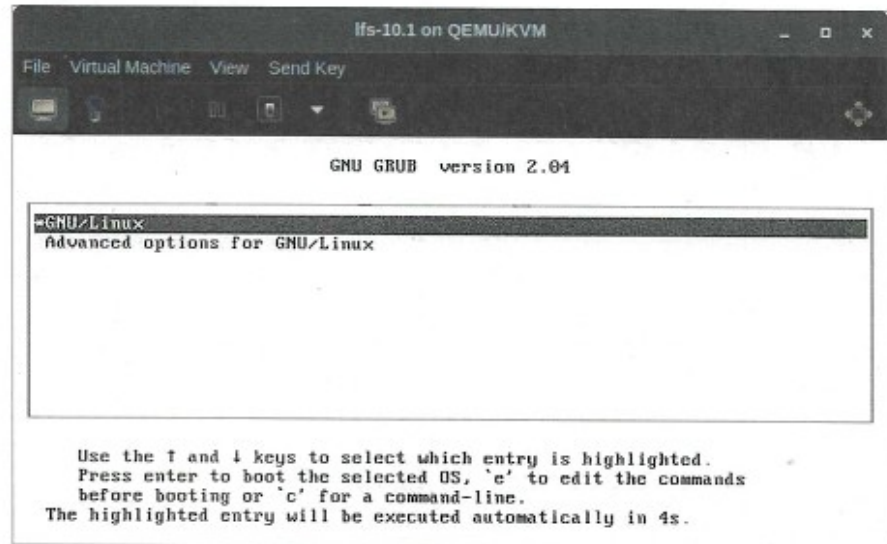 lfs-10.1 on QEMU/KVM
File Virtual Machine View Send Key
GNU GRUB version 2.04
*GNU/Linux
Advanced options for GNU/Linux
Use the ↑ and ↓ keys to select which entry is highlighted.
Press enter to boot the selected OS, `e' to edit the commands
before booting or `c' for a command-line.
The highlighted entry will be executed automatically in 4s.